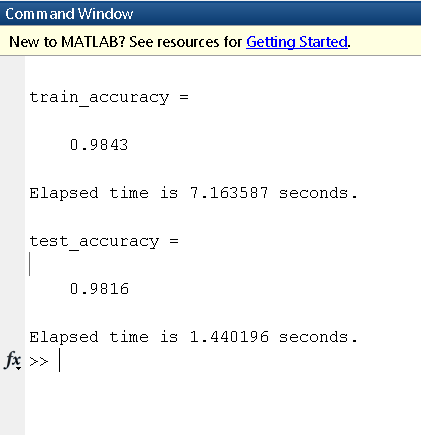 Command Window
New to MATLAB? See resources for Getting Started.
train_accuracy =
0.9843
Elapsed time is 7.163587 seconds.
test_accuracy =
0.9816
Elapsed time is 1.440196 seconds.
fx >>